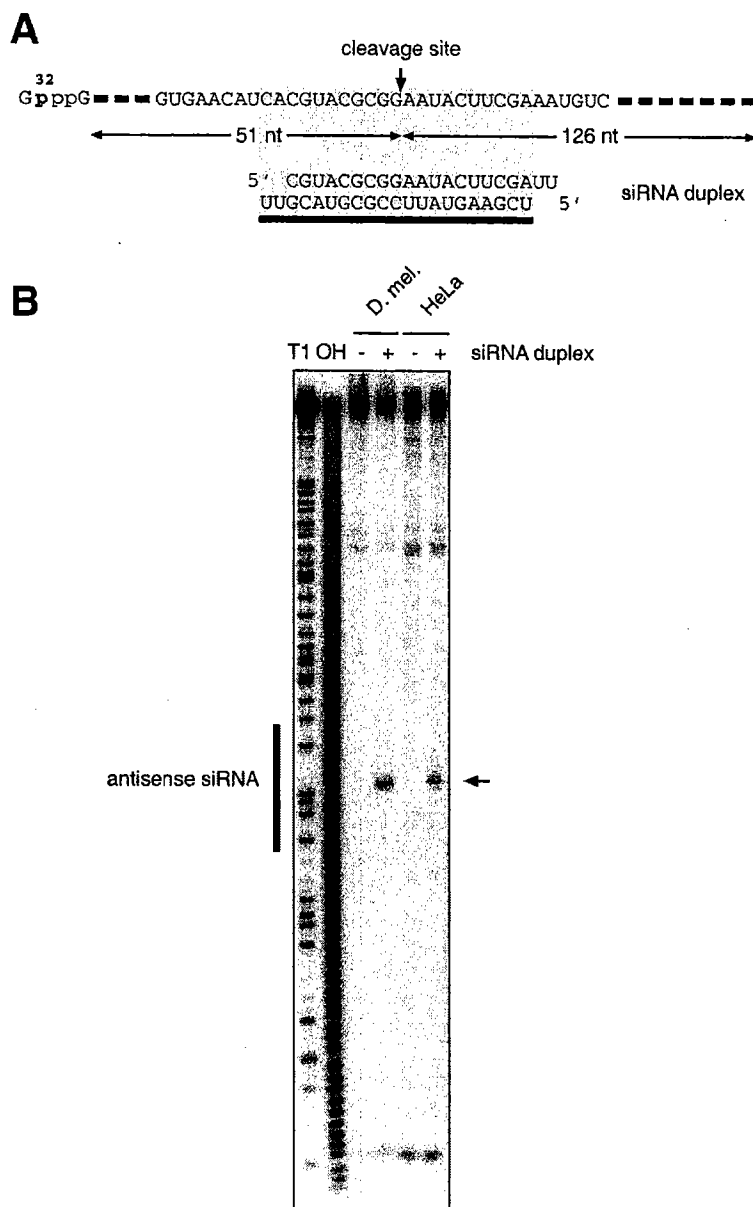 A
cleavage site
32
GpppG GUGAACAUCACGUACGCGGAAUACUUCGAAAUGUC
51 nt 126 nt
5' CGUACGCGGAAUACUUCGAUU
UUGCAUGCGCCUUAUGAAGCU 5'
siRNA duplex
B
D. mel. HeLa
T1 OH - + - + siRNA duplex
antisense siRNA